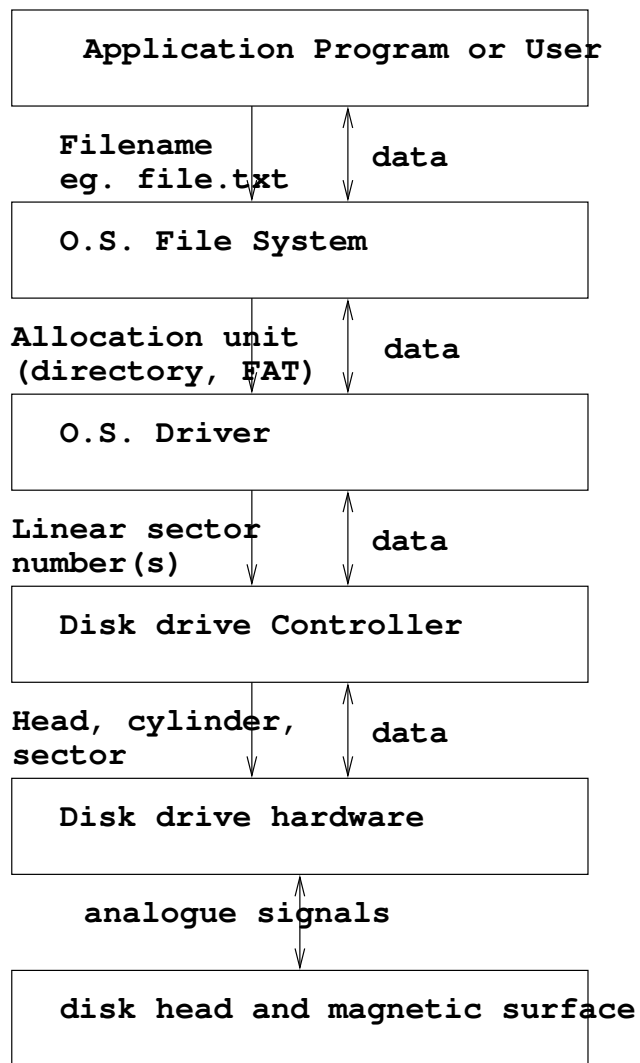 Application Program or User
Filename
eg. file.txt
data
O.S. File System
Allocation unit
(directory, FAT)
data
O.S. Driver
Linear sector
number(s)
data
Disk drive Controller
Head, cylinder,
sector
data
Disk drive hardware
analogue signals
disk head and magnetic surface